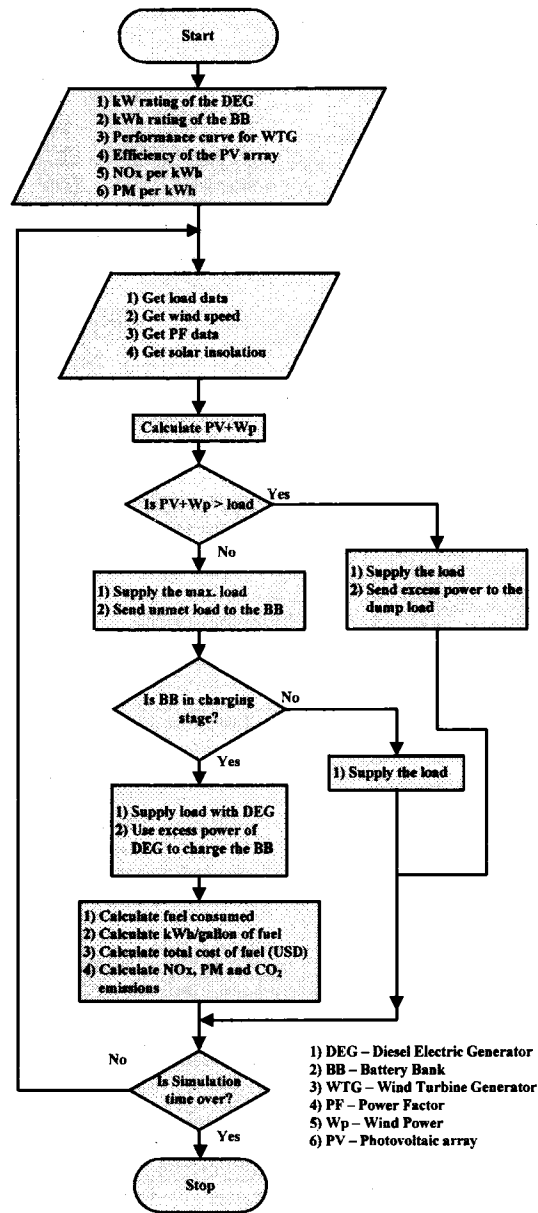 Start
1) kW rating of the DEG
2) kWh rating of the BB
3) Performance curve for WTG
4) Efficiency of the PV array
5) NOx per kWh
6) PM per kWh
1) Get load data
2) Get wind speed
3) Get PF data
4) Get solar insolation
Calculate PV+Wp
Is PV+Wp > load
Yes
No
1) Supply the load
2) Send excess power to the
dump load
1) Supply the max. load
2) Send unmet load to the BB
Is BB in charging
stage?
No
Yes
1) Supply the load
1) Supply load with DEG
2) Use excess power of
DEG to charge the BB
1) Calculate fuel consumed
2) Calculate kWh/gallon of fuel
3) Calculate total cost of fuel (USD)
4) Calculate NOx, PM and CO2
emissions
No
Is Simulation
time over?
Yes
Stop
1) DEG – Diesel Electric Generator
2) BB – Battery Bank
3) WTG – Wind Turbine Generator
4) PF – Power Factor
5) Wp – Wind Power
6) PV – Photovoltaic array